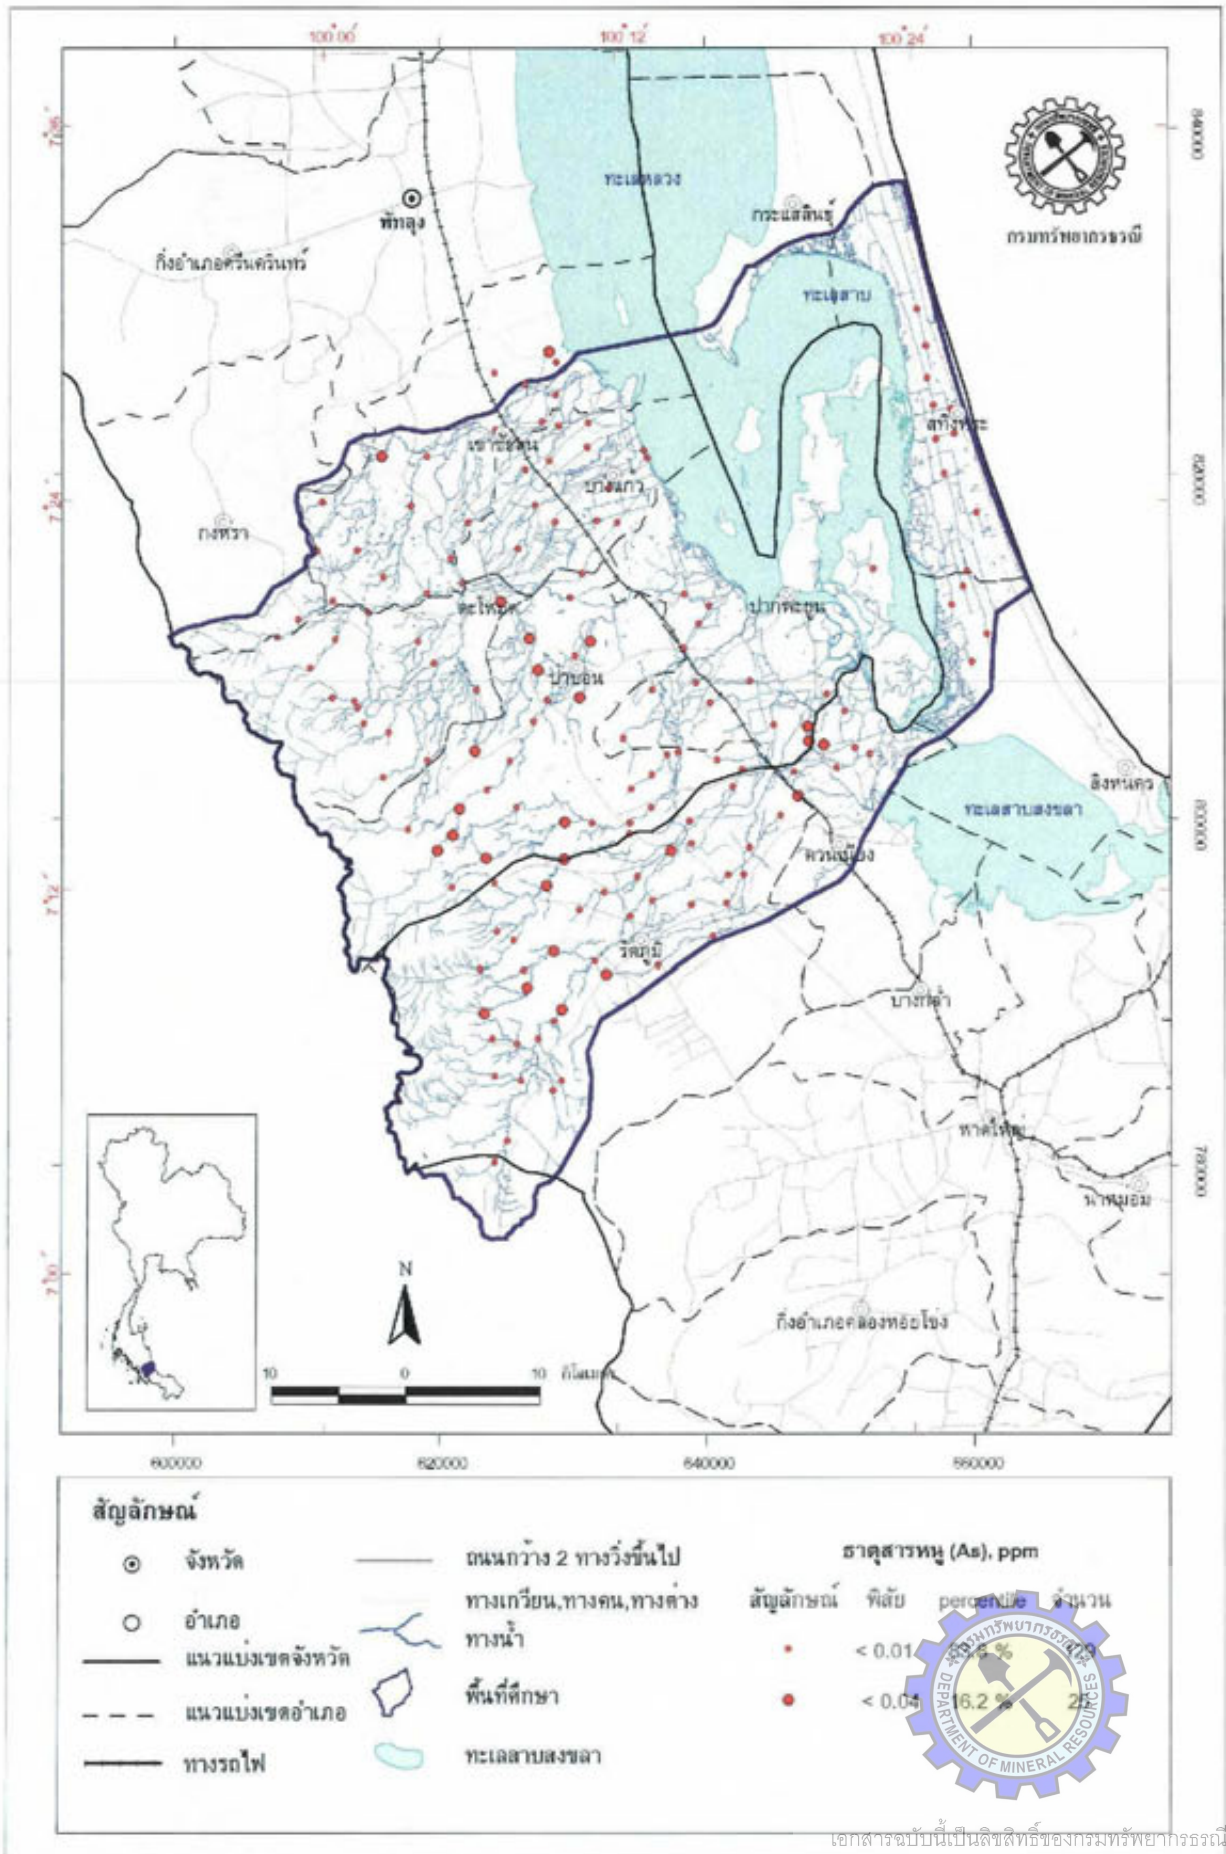 100°00′ 100°12′ 100°24′
840000
กรมทรัพยากรธรณี
ทะเลหลวง
กระแสสินธุ์
พัทลุง
กิ่งอำเภอศรีนครินทร์
ทะเลสาบ
สทิงพระ
เขาชัยสน
บางแก้ว
820000
7°24′
กงหรา
ตะโหมด
ปากพะยูน
ป่าบอน
สิงหนคร
ทะเลสาบสงขลา
800000
ควนเนียง
7°12′
รัตภูมิ
บางกล่ำ
หาดใหญ่
นาหม่อม
780000
7°00′
N
กิ่งอำเภอคลองหอยโข่ง
10 0 10 กิโลเมตร
600000 620000 640000 660000
สัญลักษณ์
จังหวัด
อำเภอ
แนวแบ่งเขตจังหวัด
แนวแบ่งเขตอำเภอ
ทางรถไฟ
ถนนกว้าง 2 ทางวิ่งขึ้นไป
ทางเกวียน,ทางคน,ทางต่าง
ทางน้ำ
พื้นที่ศึกษา
ทะเลสาบสงขลา
ธาตุสารหนู (As), ppm
สัญลักษณ์ พิสัย percentile จำนวน
< 0.01
< 0.04 16.2 %
DEPARTMENT OF MINERAL RESOURCES
เอกสารฉบับนี้เป็นลิขสิทธิ์ของกรมทรัพยากรธรณี